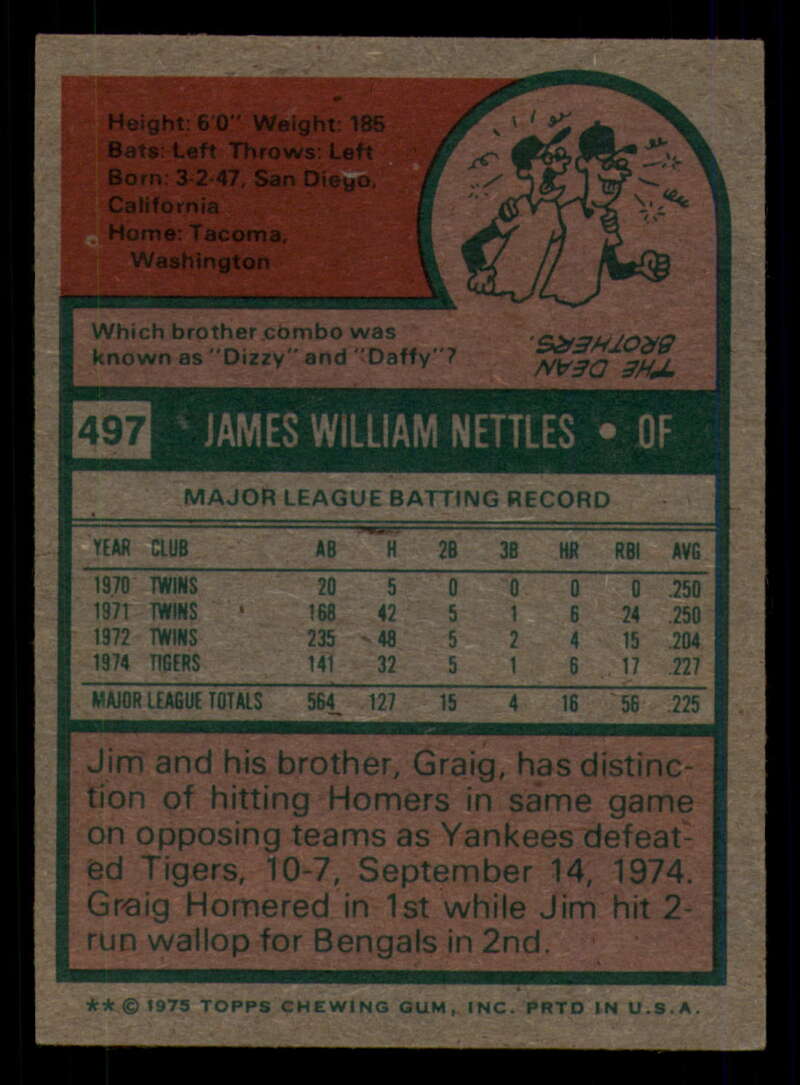 Height: 6'0" Weight: 185
Bats: Left Throws: Left
Born: 3-2-47, San Diego,
California
Home: Tacoma,
Washington
Which brother combo was
known as "Dizzy" and "Daffy"?
THE DEAN
BROTHERS.
497 JAMES WILLIAM NETTLES • OF
MAJOR LEAGUE BATTING RECORD
YEAR CLUB AB H 2B 3B HR RBI AVG
1970 TWINS 20 5 0 0 0 0 .250
1971 TWINS 168 42 5 1 6 24 .250
1972 TWINS 235 48 5 2 4 15 .204
1974 TIGERS 141 32 5 1 6 17 .227
MAJOR LEAGUE TOTALS 564 127 15 4 16 56 .225
Jim and his brother, Graig, has distinc-
tion of hitting Homers in same game
on opposing teams as Yankees defeat-
ed Tigers, 10-7, September 14, 1974.
Graig Homered in 1st while Jim hit 2-
run wallop for Bengals in 2nd.
** © 1975 TOPPS CHEWING GUM, INC. PRTD IN U.S.A.